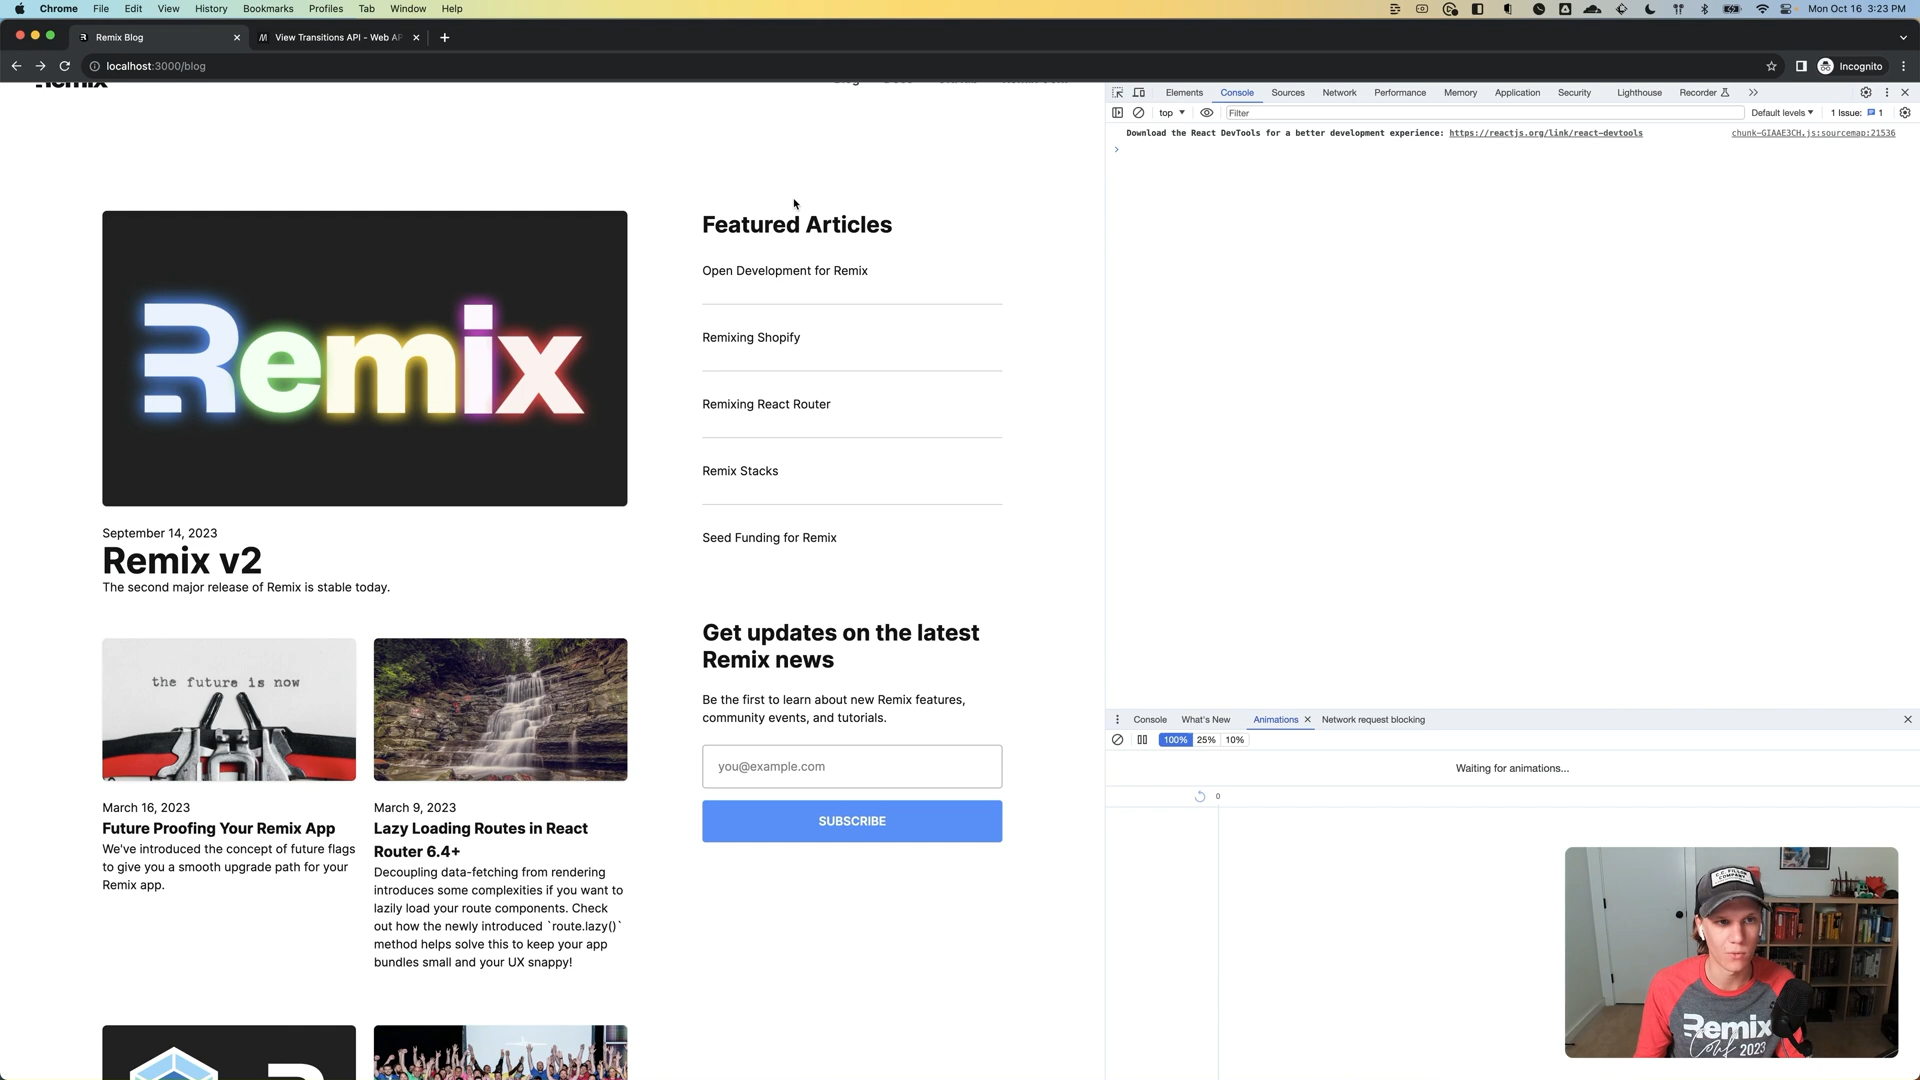 Chrome File Edit View History Bookmarks Profiles Tab Window Help
Mon Oct 16 3:23 PM
Remix Blog
View Transitions API - Web AP
localhost:3000/blog
Incognito
Elements Console Sources Network Performance Memory Application Security Lighthouse Recorder
top
Filter
Default levels
1 Issue: 1
Download the React DevTools for a better development experience: https://reactjs.org/link/react-devtools
chunk-GIAAE3CH.js:sourcemap:21536
Remix
September 14, 2023
Remix v2
The second major release of Remix is stable today.
the future is now
March 16, 2023
Future Proofing Your Remix App
We've introduced the concept of future flags
to give you a smooth upgrade path for your
Remix app.
March 9, 2023
Lazy Loading Routes in React
Router 6.4+
Decoupling data-fetching from rendering
introduces some complexities if you want to
lazily load your route components. Check
out how the newly introduced `route.lazy()`
method helps solve this to keep your app
bundles small and your UX snappy!
Featured Articles
Open Development for Remix
Remixing Shopify
Remixing React Router
Remix Stacks
Seed Funding for Remix
Get updates on the latest
Remix news
Be the first to learn about new Remix features,
community events, and tutorials.
you@example.com
SUBSCRIBE
Console What's New Animations Network request blocking
100% 25% 10%
Waiting for animations...
0
Remix
Conf 2023